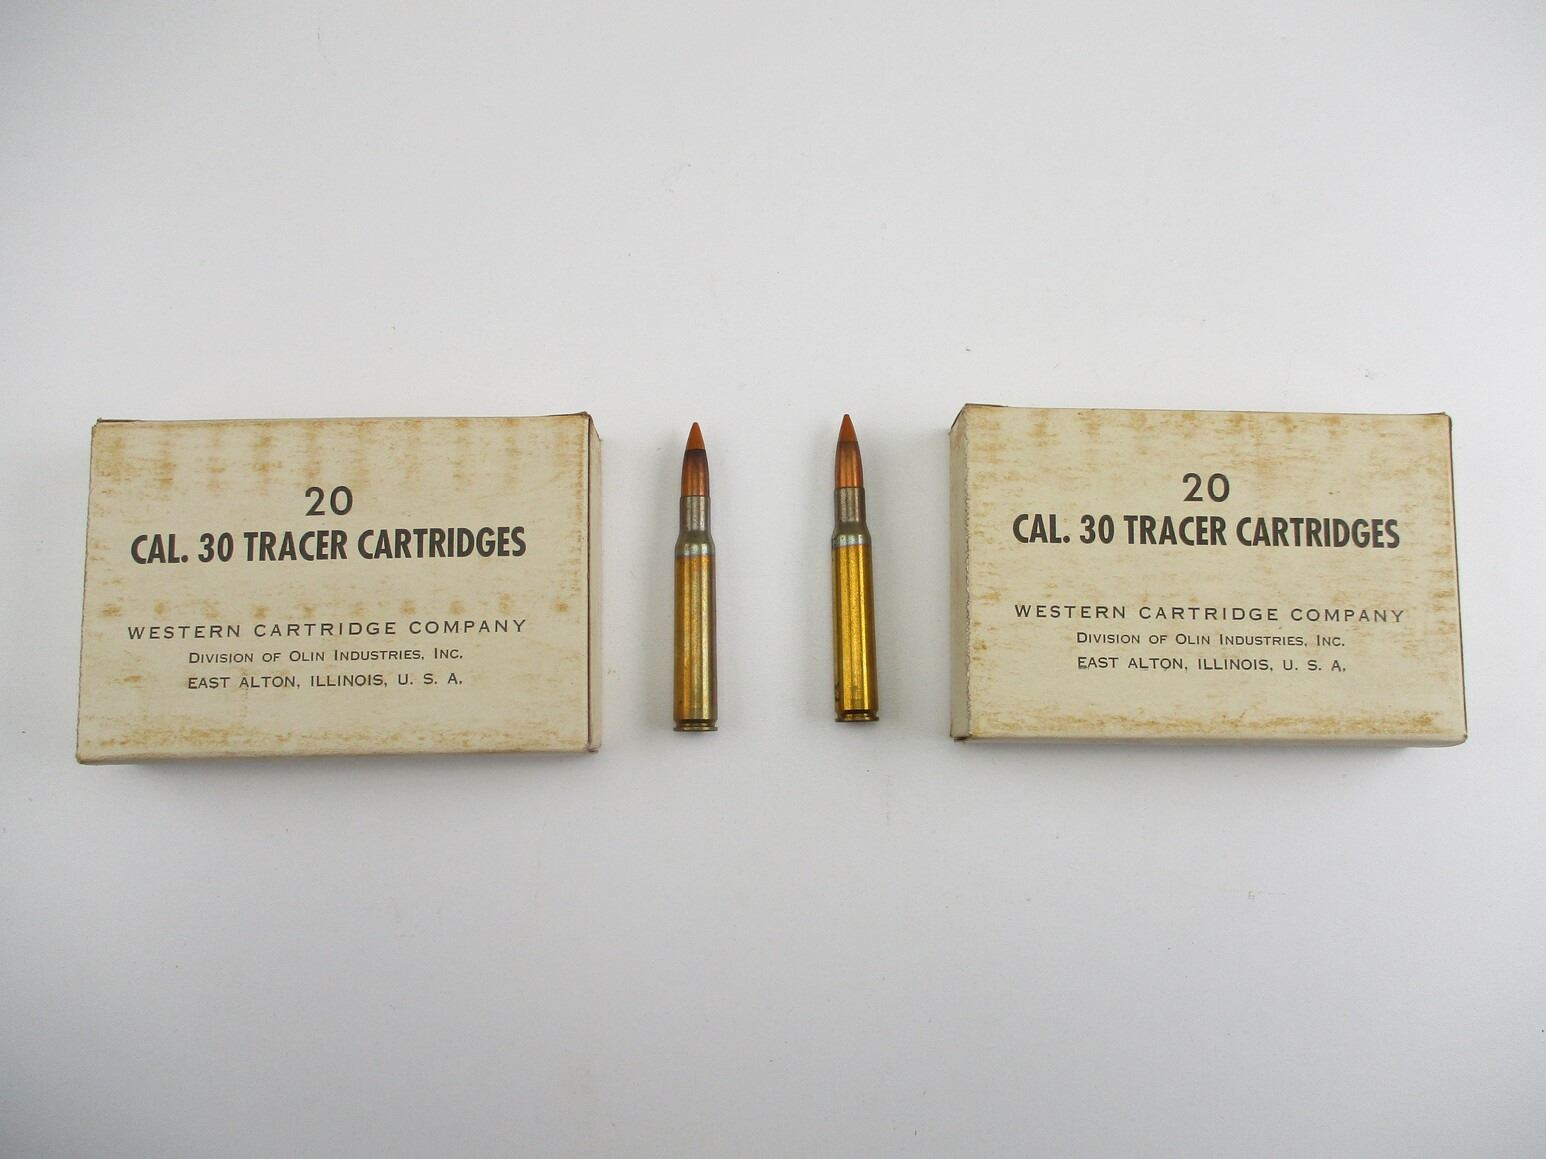 20
CAL. 30 TRACER CARTRIDGES
WESTERN CARTRIDGE COMPANY
DIVISION OF OLIN INDUSTRIES, INC.
EAST ALTON, ILLINOIS, U. S. A.
20
CAL. 30 TRACER CARTRIDGES
WESTERN CARTRIDGE COMPANY
DIVISION OF OLIN INDUSTRIES, INC.
EAST ALTON, ILLINOIS, U. S. A.